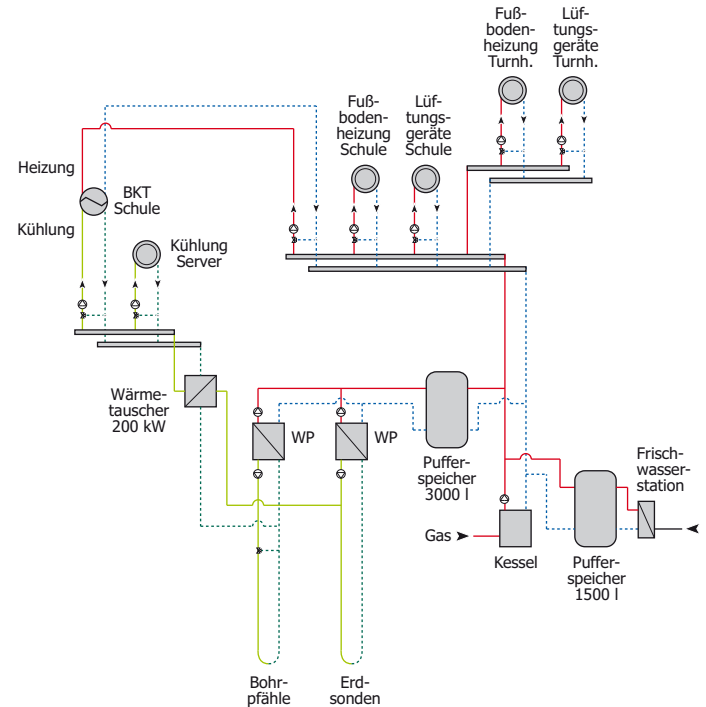 Fuß-
bodenheizung
Turnh.
Lüf-
tungs-
geräte
Turnh.
Fuß-
boden-
heizung
Schule
Lüf-
tungs-
geräte
Schule
Heizung
BKT
Schule
Kühlung
Kühlung
Server
Wärme-
tauscher
200 kW
WP
WP
Puffer-
speicher
3000 l
Frisch-
wasser-
station
Gas
Kessel
Puffer-
speicher
1500 l
Bohr-
pfähle
Erd-
sonden